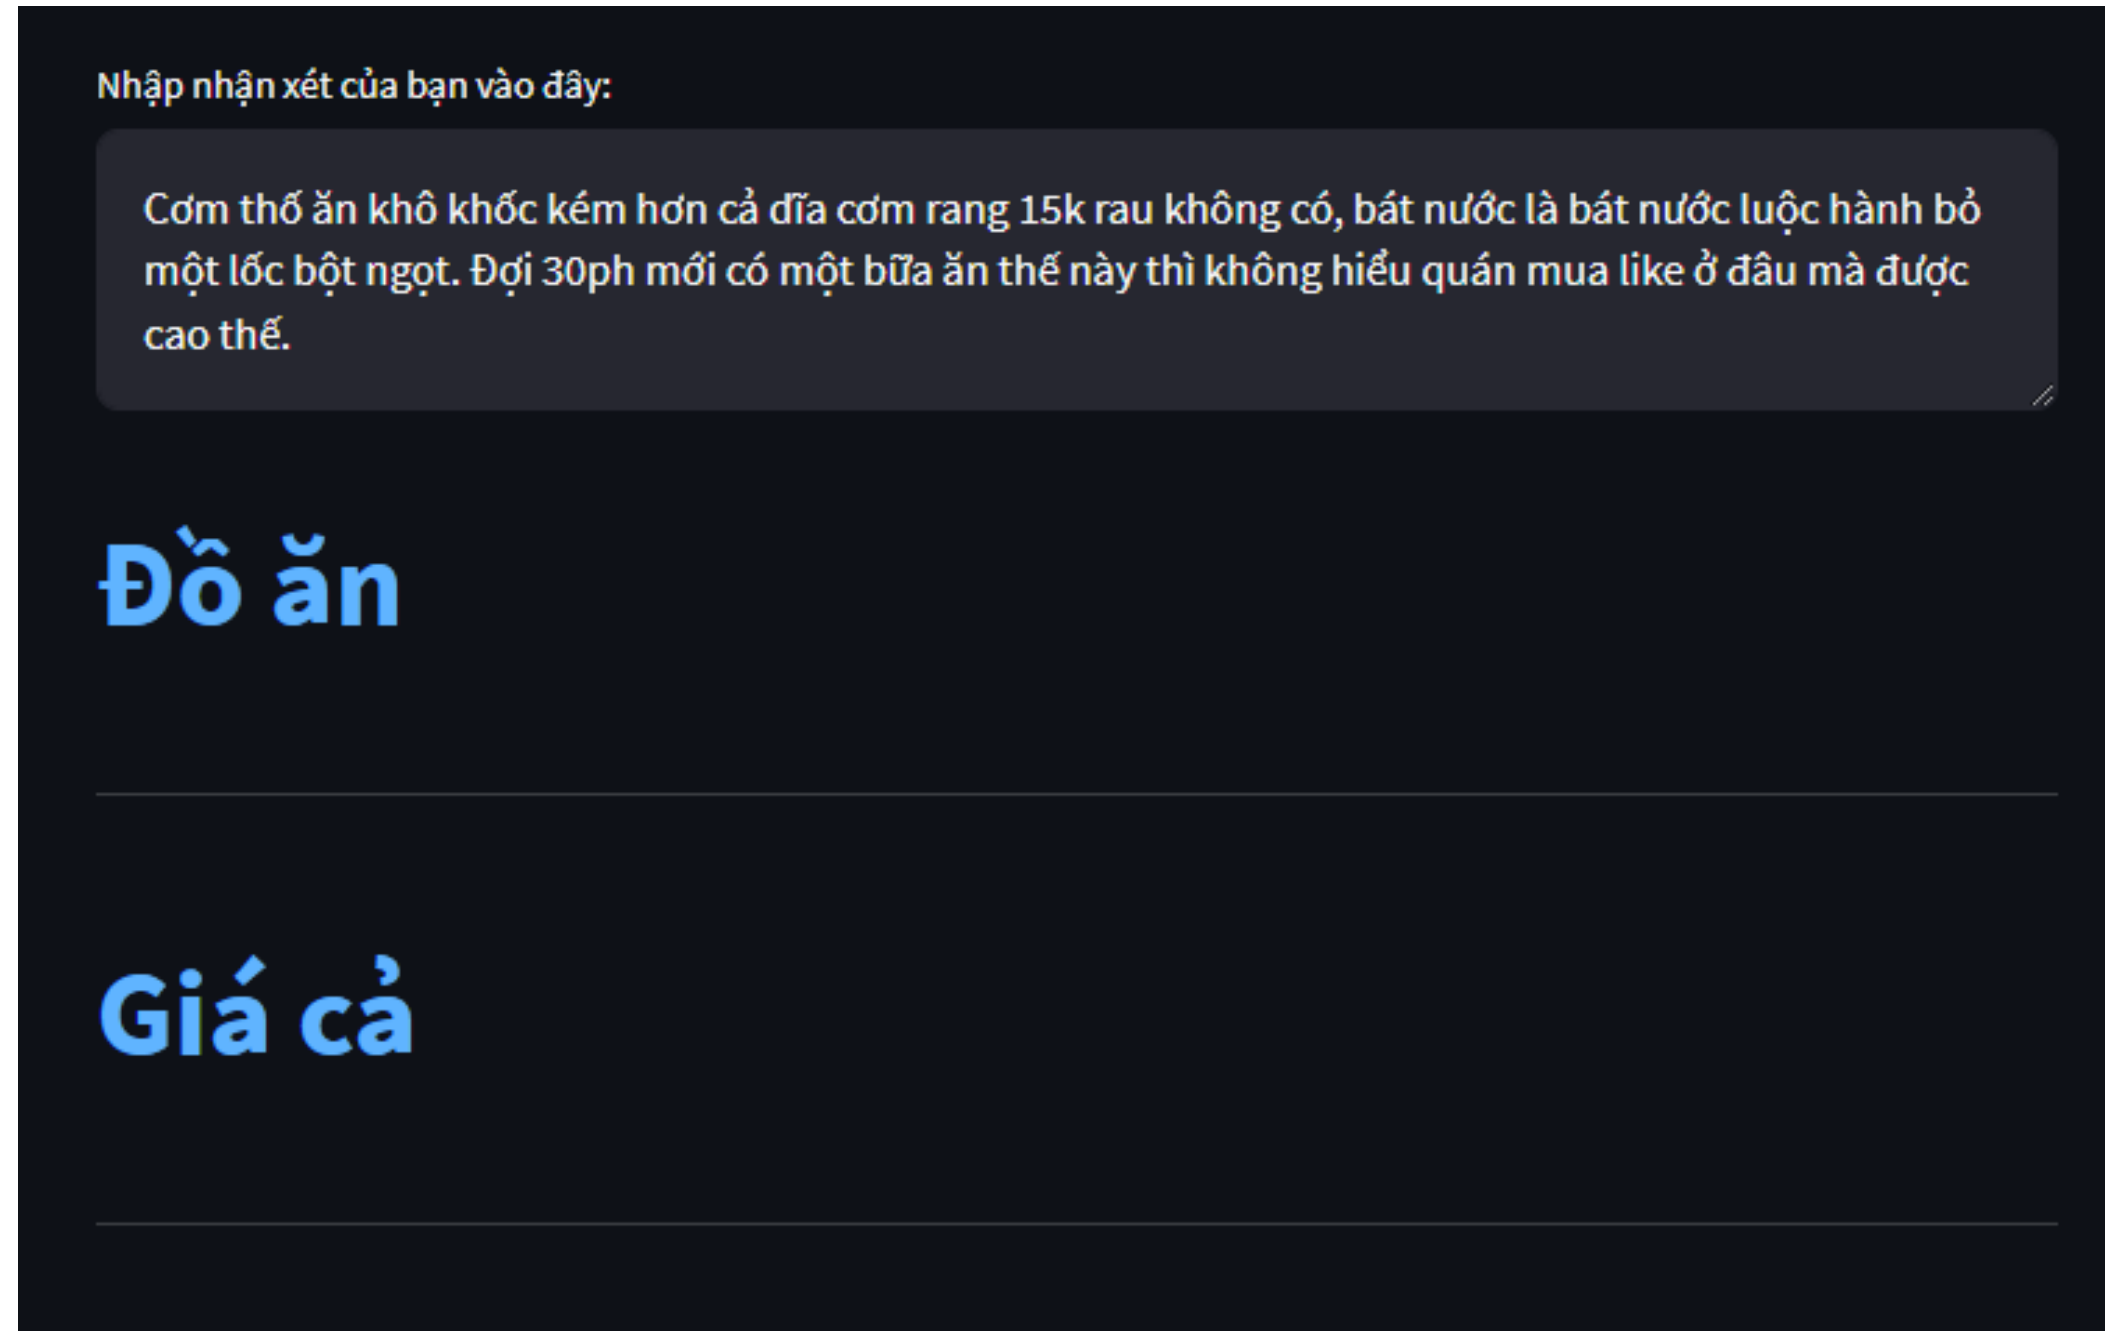 Nhập nhận xét của bạn vào đây:
Cơm thố ăn khô khốc kém hơn cả dĩa cơm rang 15k rau không có, bát nước là bát nước luộc hành bỏ
một lốc bột ngọt. Đợi 30ph mới có một bữa ăn thế này thì không hiểu quán mua like ở đâu mà được
cao thế.
Đồ ăn
Giá cả